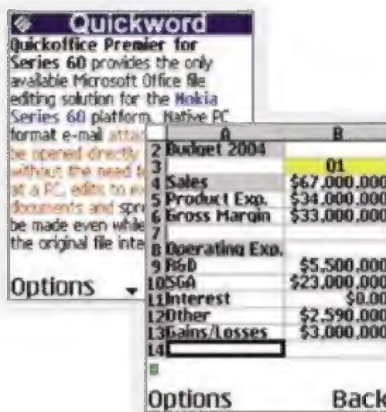 Quickword
Quickoffice Premier for
Series 60 provides the only
available Microsoft Office file
editing solution for the Nokia
Series 60 platform. Native PC
format e-mail attac
be opened directly
without the need
at a PC, edits to
documents and spr
be made even while
the original file inte
Options
A B
2 Budget 2004
3 Q1
4 Sales $67,000,000
5 Product Exp. $34,000,000
6 Gross Margin $33,000,000
7
8 Operating Exp.
9 R&D $5,500,000
10 SGA $23,000,000
11 Interest $0.00
12 Other $2,590,000
13 Gains/Losses $3,000,000
14
Options Back